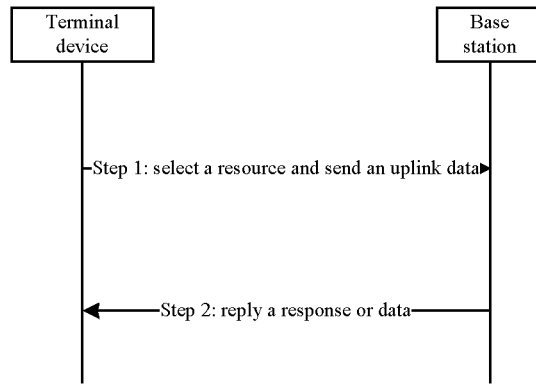 Terminal
device
Base
station
Step 1: select a resource and send an uplink data
Step 2: reply a response or data